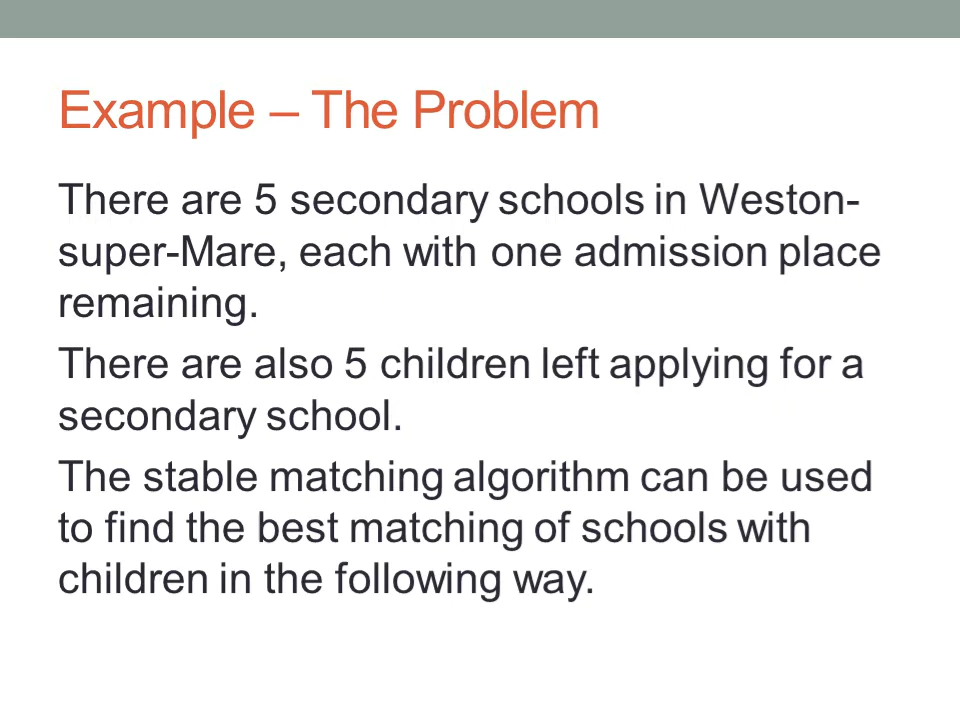 Example – The Problem
There are 5 secondary schools in Weston-
super-Mare, each with one admission place
remaining.
There are also 5 children left applying for a
secondary school.
The stable matching algorithm can be used
to find the best matching of schools with
children in the following way.